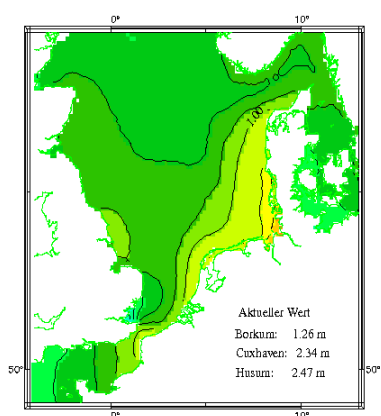 0° 10°
1.00
Aktueller Wert
Borkum: 1.26 m
Cuxhaven: 2.34 m
Husum: 2.47 m
50° 50°
0° 10°